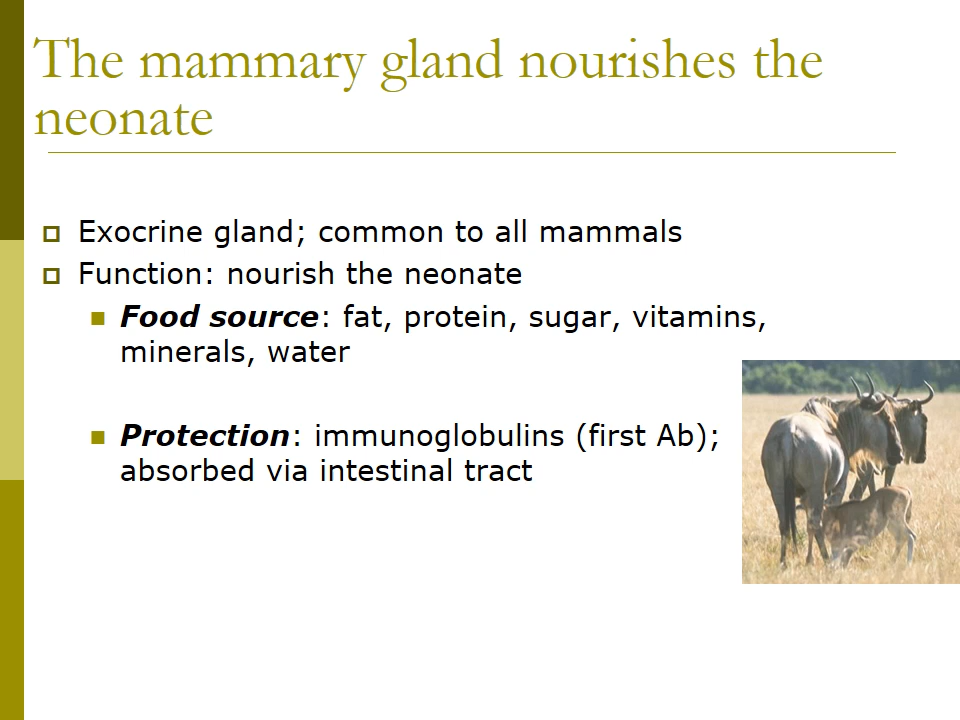 The mammary gland nourishes the
neonate
Exocrine gland; common to all mammals
Function: nourish the neonate
Food source: fat, protein, sugar, vitamins,
minerals, water
Protection: immunoglobulins (first Ab);
absorbed via intestinal tract